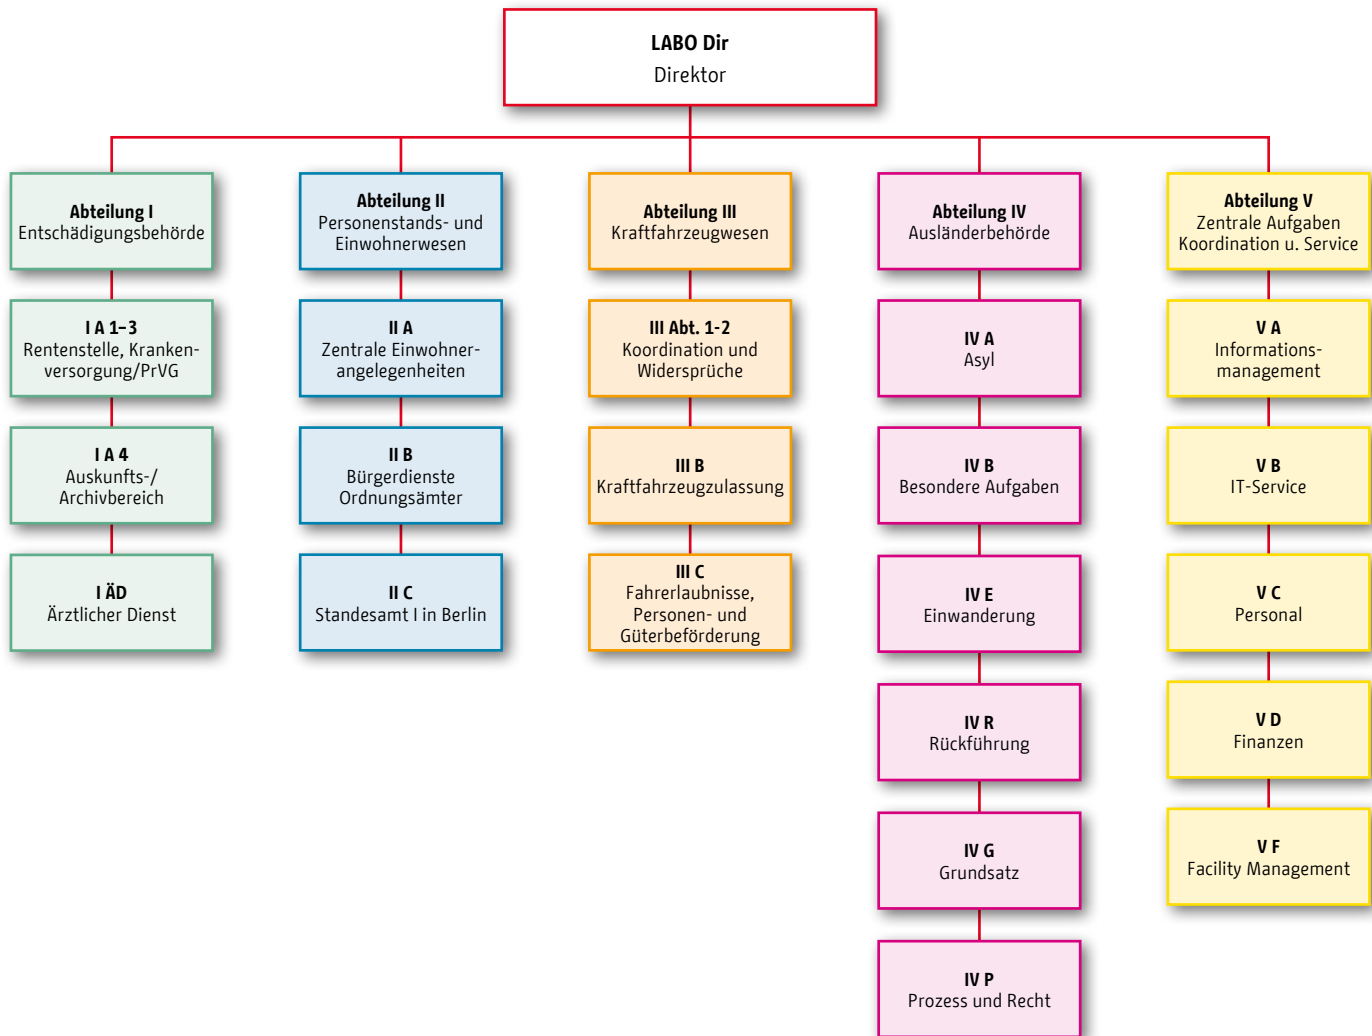 LABO Dir
Direktor
Abteilung I
Entschädigungsbehörde
I A 1–3
Rentenstelle, Kranken-
versorgung/PrVG
I A 4
Auskunfts-/
Archivbereich
I ÄD
Ärztlicher Dienst
Abteilung II
Personenstands- und
Einwohnerwesen
II A
Zentrale Einwohner-
angelegenheiten
II B
Bürgerdienste
Ordnungsämter
II C
Standesamt I in Berlin
Abteilung III
Kraftfahrzeugwesen
III Abt. 1-2
Koordination und
Widersprüche
III B
Kraftfahrzeugzulassung
III C
Fahrerlaubnisse,
Personen- und
Güterbeförderung
Abteilung IV
Ausländerbehörde
IV A
Asyl
IV B
Besondere Aufgaben
IV E
Einwanderung
IV R
Rückführung
IV G
Grundsatz
IV P
Prozess und Recht
Abteilung V
Zentrale Aufgaben
Koordination u. Service
V A
Informations-
management
V B
IT-Service
V C
Personal
V D
Finanzen
V F
Facility Management